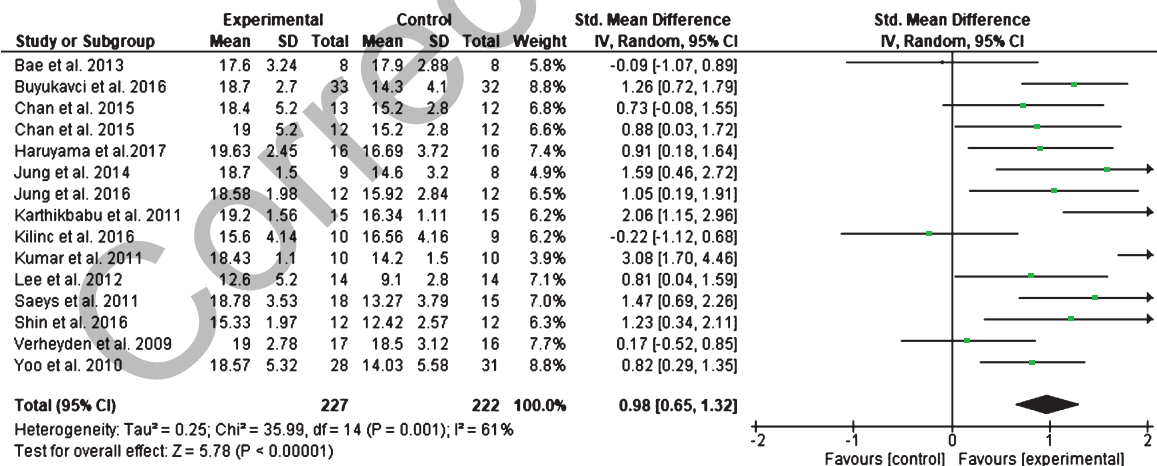 Experimental Control Std. Mean Difference Std. Mean Difference
Study or Subgroup Mean SD Total Mean SD Total Weight IV, Random, 95% CI IV, Random, 95% CI
Bae et al. 2013 17.6 3.24 8 17.9 2.88 8 5.8% -0.09 [-1.07, 0.89]
Buyukavci et al. 2016 18.7 2.7 33 14.3 4.1 32 8.8% 1.26 [0.72, 1.79]
Chan et al. 2015 18.4 5.2 13 15.2 2.8 12 6.8% 0.73 [-0.08, 1.55]
Chan et al. 2015 19 5.2 12 15.2 2.8 12 6.6% 0.88 [0.03, 1.72]
Haruyama et al.2017 19.63 2.45 16 16.69 3.72 16 7.4% 0.91 [0.18, 1.64]
Jung et al. 2014 18.7 1.5 9 14.6 3.2 8 4.9% 1.59 [0.46, 2.72]
Jung et al. 2016 18.58 1.98 12 15.92 2.84 12 6.5% 1.05 [0.19, 1.91]
Karthikbabu et al. 2011 19.2 1.56 15 16.34 1.11 15 6.2% 2.06 [1.15, 2.96]
Kilinc et al. 2016 15.6 4.14 10 16.56 4.16 9 6.2% -0.22 [-1.12, 0.68]
Kumar et al. 2011 18.43 1.1 10 14.2 1.5 10 3.9% 3.08 [1.70, 4.46]
Lee et al. 2012 12.6 5.2 14 9.1 2.8 14 7.1% 0.81 [0.04, 1.59]
Saeys et al. 2011 18.78 3.53 18 13.27 3.79 15 7.0% 1.47 [0.69, 2.26]
Shin et al. 2016 15.33 1.97 12 12.42 2.57 12 6.3% 1.23 [0.34, 2.11]
Verheyden et al. 2009 19 2.78 17 18.5 3.12 16 7.7% 0.17 [-0.52, 0.85]
Yoo et al. 2010 18.57 5.32 28 14.03 5.58 31 8.8% 0.82 [0.29, 1.35]
Total (95% CI) 227 222 100.0% 0.98 [0.65, 1.32]
Heterogeneity: Tau² = 0.25; Chi² = 35.99, df = 14 (P = 0.001); I² = 61%
Test for overall effect: Z = 5.78 (P < 0.00001)
-2 -1 0 1 2
Favours [control] Favours [experimental]
Correc